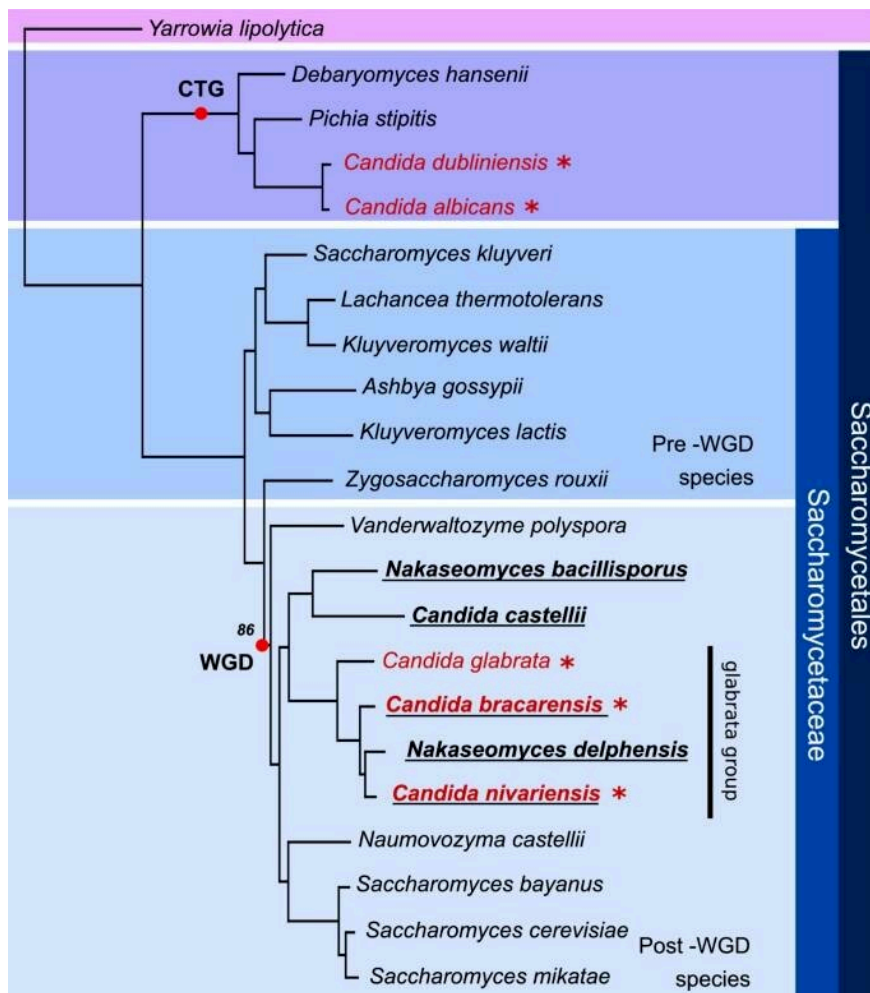 Yarrowia lipolytica
Debaryomyces hansenii
CTG
Pichia stipitis
Candida dubliniensis *
Candida albicans *
Saccharomyces kluyveri
Lachancea thermotolerans
Kluyveromyces waltii
Ashbya gossypii
Kluyveromyces lactis
Pre -WGD
species
Zygosaccharomyces rouxii
Vanderwaltozyme polyspora
Nakaseomyces bacillisporus
Candida castellii
86
WGD
Candida glabrata *
Candida bracarensis *
Nakaseomyces delphensis
Candida nivariensis *
glabrata group
Naumovozyma castellii
Saccharomyces bayanus
Saccharomyces cerevisiae
Saccharomyces mikatae
Post -WGD
species
Saccharomycetaceae
Saccharomycetales